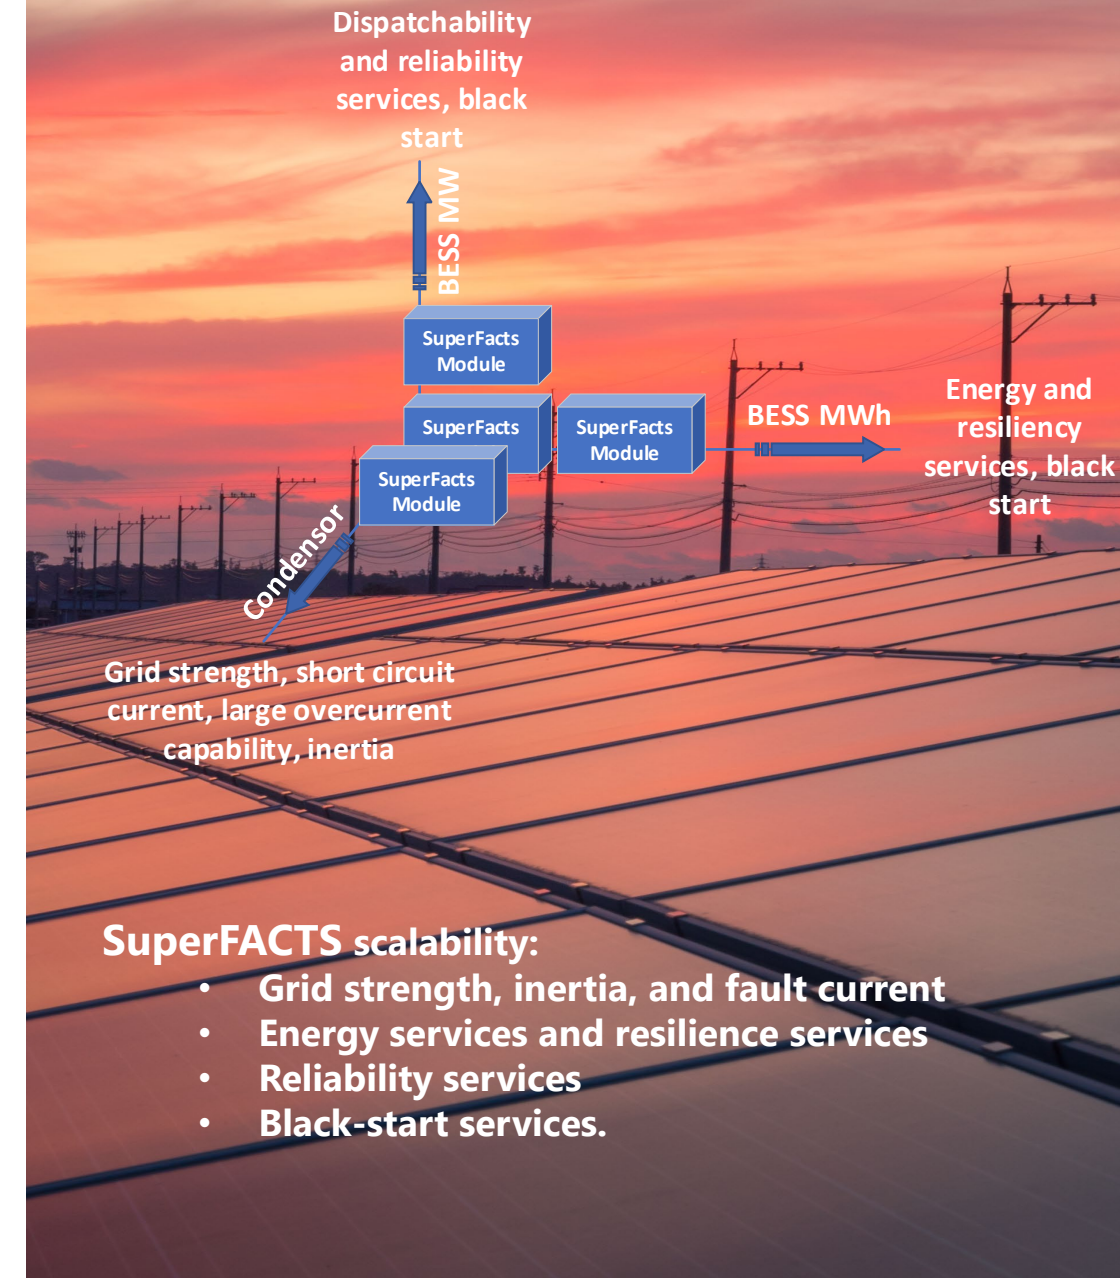 Dispatchability
and reliability
services, black
start
BESS MW
SuperFacts
Module
SuperFacts
SuperFacts
Module
SuperFacts
Module
BESS MWh
Energy and
resiliency
services, black
start
Condensor
Grid strength, short circuit
current, large overcurrent
capability, inertia
SuperFACTS scalability:
• Grid strength, inertia, and fault current
• Energy services and resilience services
• Reliability services
• Black-start services.